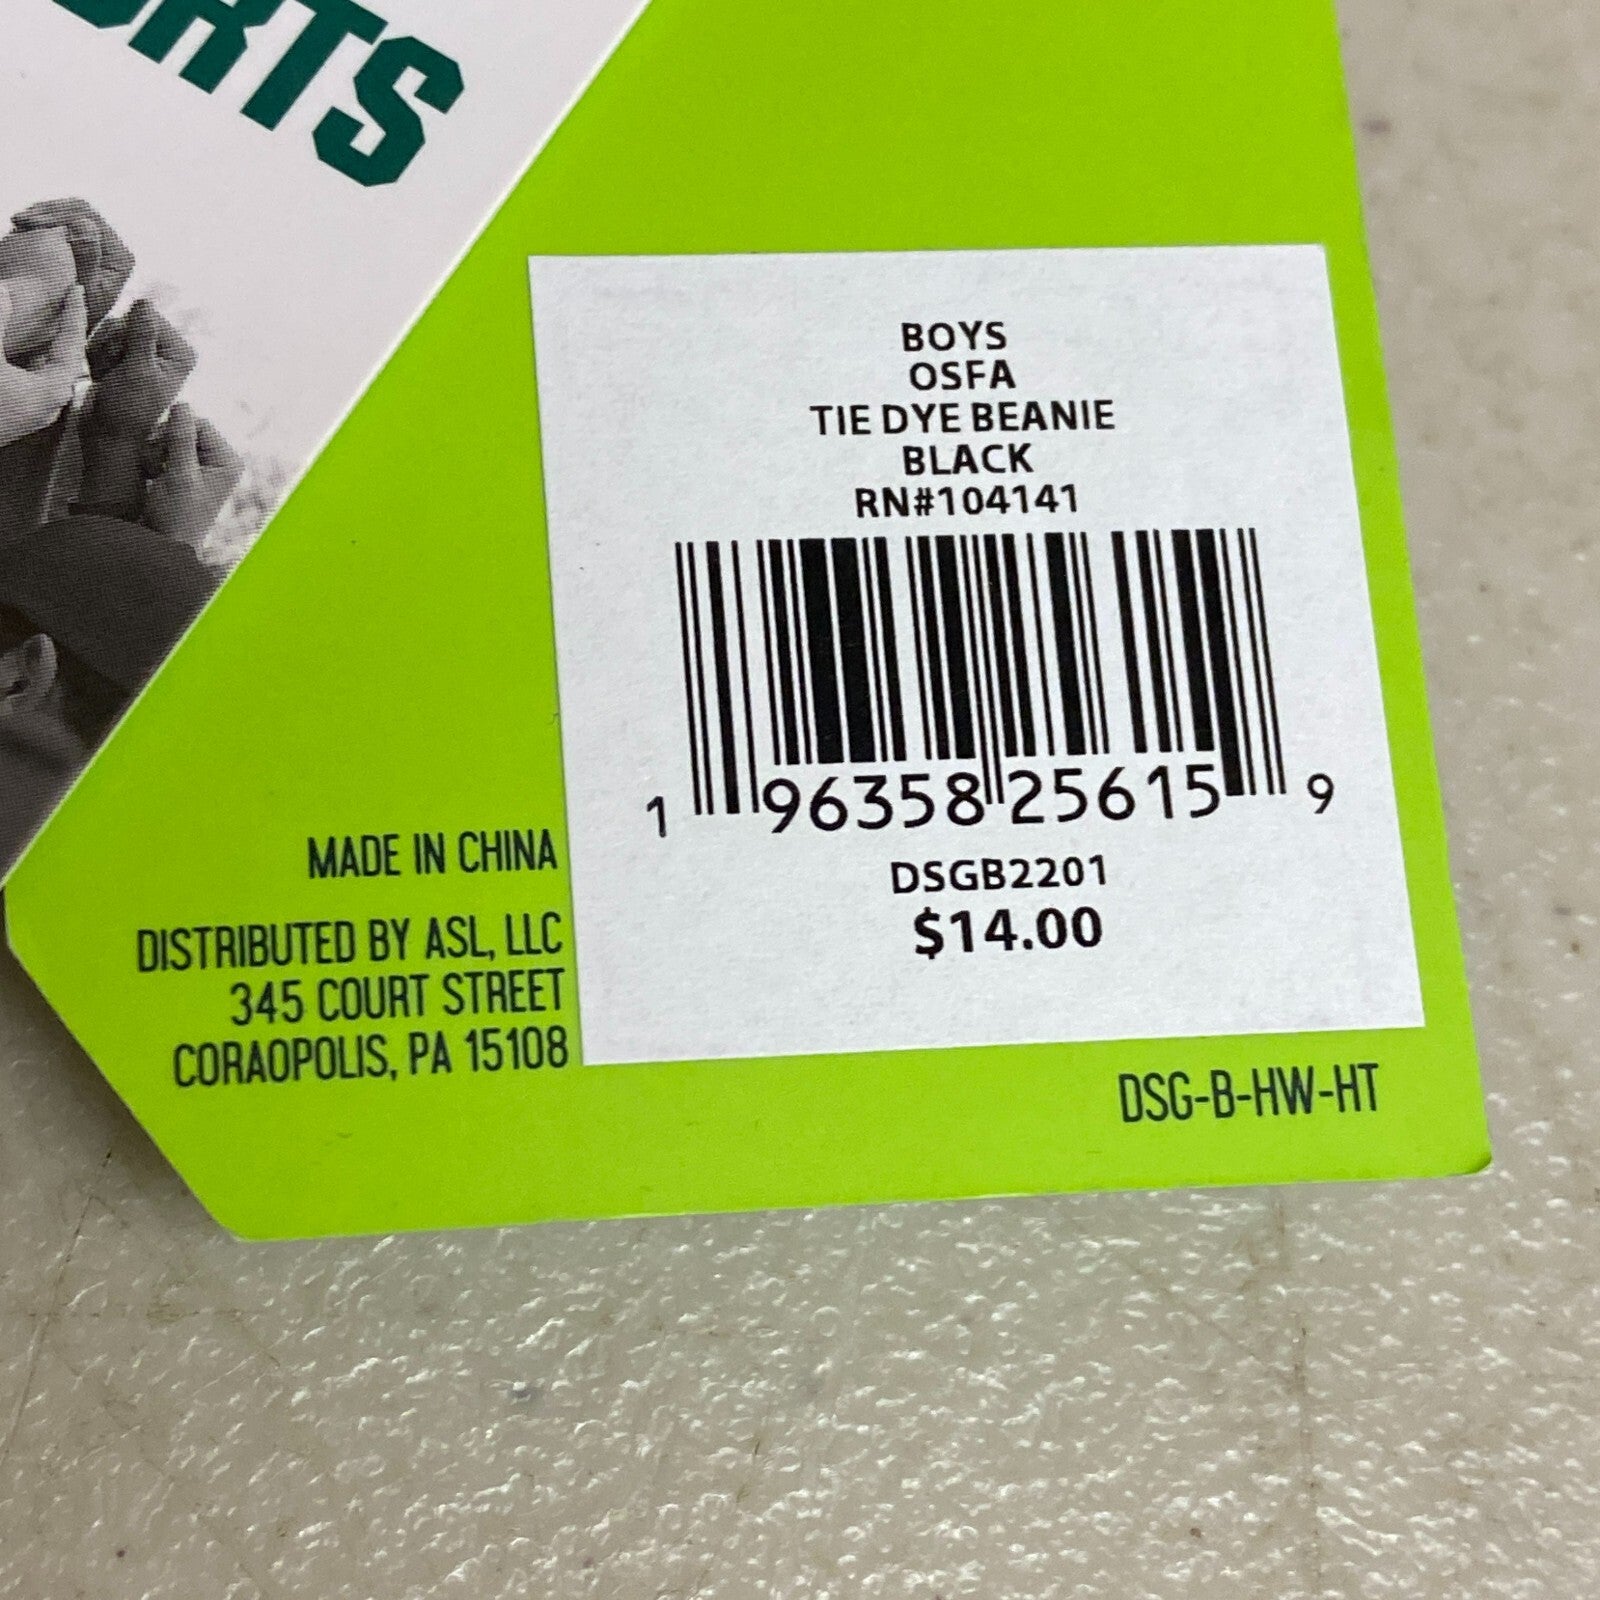 ORTS
BOYS
OSFA
TIE DYE BEANIE
BLACK
RN#104141
1 96358 25615 9
DSGB2201
$14.00
MADE IN CHINA
DISTRIBUTED BY ASL, LLC
345 COURT STREET
CORAOPOLIS, PA 15108
DSG-B-HW-HT